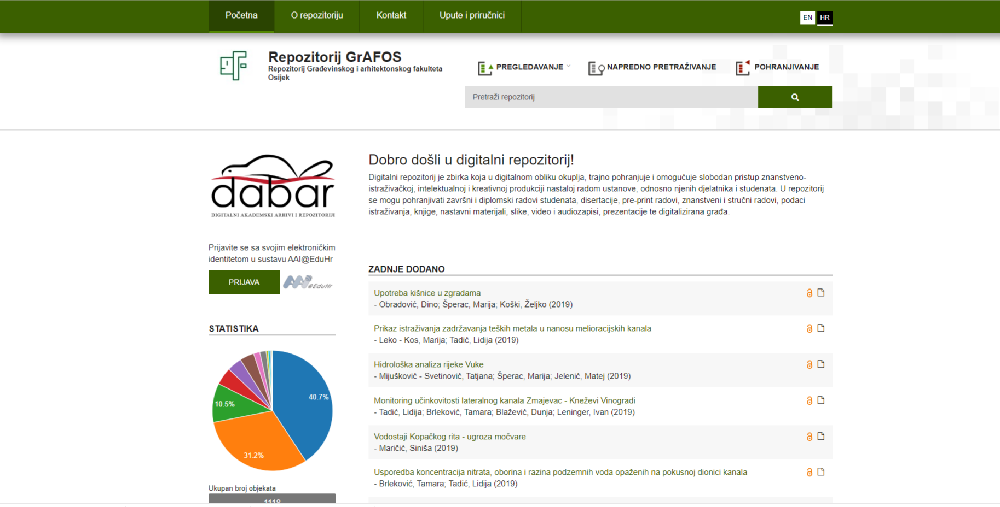 Početna
O repozitoriju
Kontakt
Upute i priručnici
EN
HR
Repozitorij GrAFOS
Repozitorij Građevinskog i arhitektonskog fakulteta
Osijek
PREGLEDAVANJE
NAPREDNO PRETRAŽIVANJE
POHRANJIVANJE
Pretraži repozitorij
dabar
DIGITALNI AKADEMSKI ARHIVI I REPOZITORIJI
Dobro došli u digitalni repozitorij!
Digitalni repozitorij je zbirka koja u digitalnom obliku okuplja, trajno pohranjuje i omogućuje slobodan pristup znanstveno-
istraživačkoj, intelektualnoj i kreativnoj produkciji nastaloj radom ustanove, odnosno njenih djelatnika i studenata. U repozitorij
se mogu pohranjivati završni i diplomski radovi studenata, disertacije, pre-print radovi, znanstveni i stručni radovi, podaci
istraživanja, knjige, nastavni materijali, slike, video i audiozapisi, prezentacije te digitalizirana građa.
Prijavite se sa svojim elektroničkim
identitetom u sustavu AAI@EduHr
PRIJAVA
AAI@EduHr
STATISTIKA
40.7%
10.5%
31.2%
Ukupan broj objekata
1118
ZADNJE DODANO
Upotreba kišnice u zgradama
- Obradović, Dino; Šperac, Marija; Koški, Željko (2019)
Prikaz istraživanja zadržavanja teških metala u nanosu melioracijskih kanala
- Leko - Kos, Marija; Tadić, Lidija (2019)
Hidrološka analiza rijeke Vuke
- Mijušković - Svetinović, Tatjana; Šperac, Marija; Jelenić, Matej (2019)
Monitoring učinkovitosti lateralnog kanala Zmajevac - Kneževi Vinogradi
- Tadić, Lidija; Brleković, Tamara; Blažević, Dunja; Leninger, Ivan (2019)
Vodostaji Kopačkog rita - ugroza močvare
- Maričić, Siniša (2019)
Usporedba koncentracija nitrata, oborina i razina podzemnih voda opaženih na pokusnoj dionici kanala
- Brleković, Tamara; Tadić, Lidija (2019)